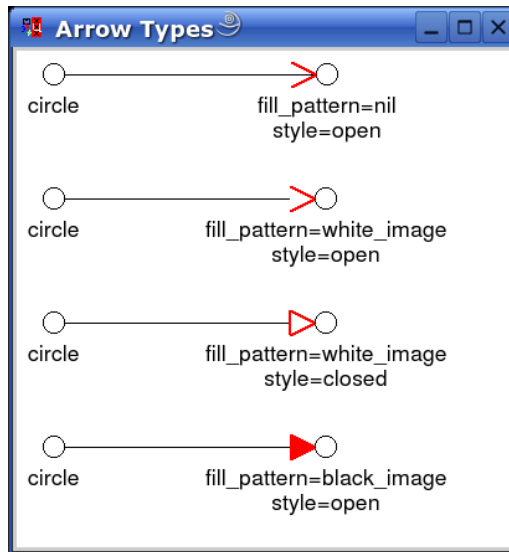 Arrow Types
circle
fill_pattern=nil
style=open
circle
fill_pattern=white_image
style=open
circle
fill_pattern=white_image
style=closed
circle
fill_pattern=black_image
style=open